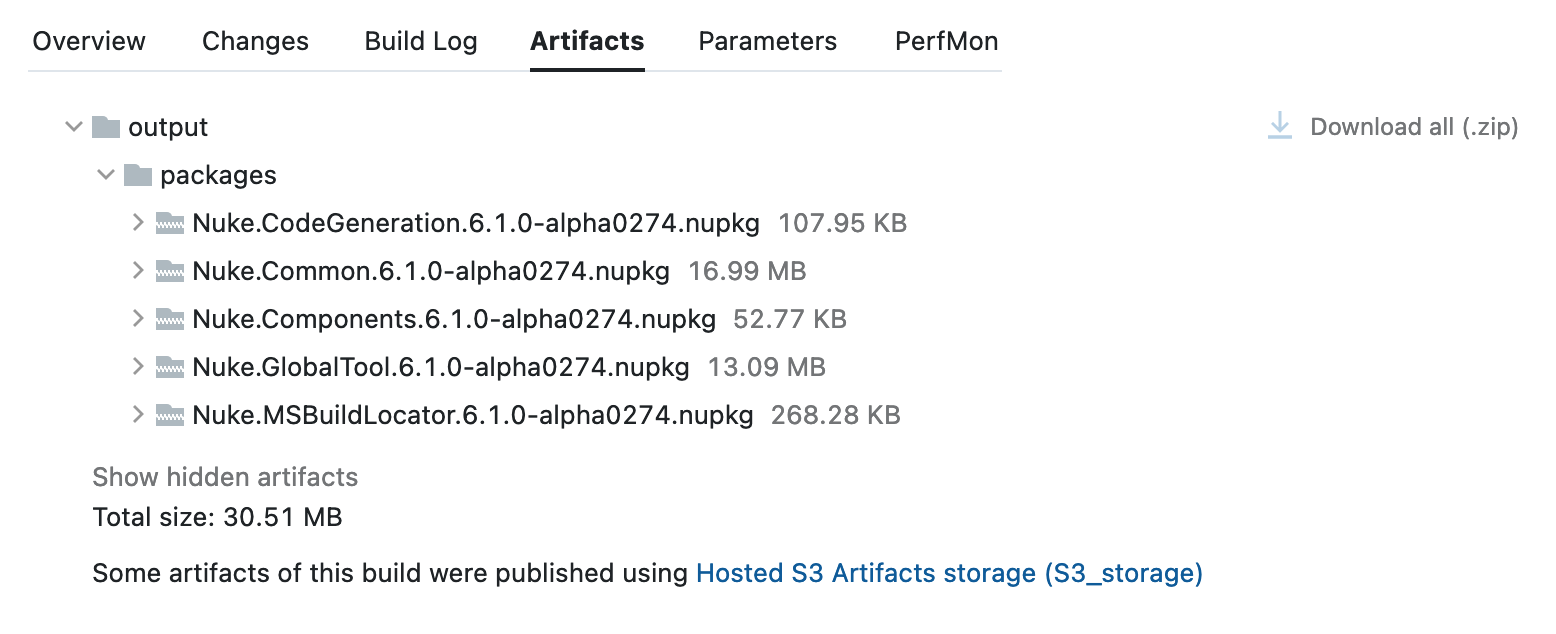 Overview Changes Build Log Artifacts Parameters PerfMon
output Download all (.zip)
packages
Nuke.CodeGeneration.6.1.0-alpha0274.nupkg 107.95 KB
Nuke.Common.6.1.0-alpha0274.nupkg 16.99 MB
Nuke.Components.6.1.0-alpha0274.nupkg 52.77 KB
Nuke.GlobalTool.6.1.0-alpha0274.nupkg 13.09 MB
Nuke.MSBuildLocator.6.1.0-alpha0274.nupkg 268.28 KB
Show hidden artifacts
Total size: 30.51 MB
Some artifacts of this build were published using Hosted S3 Artifacts storage (S3_storage)